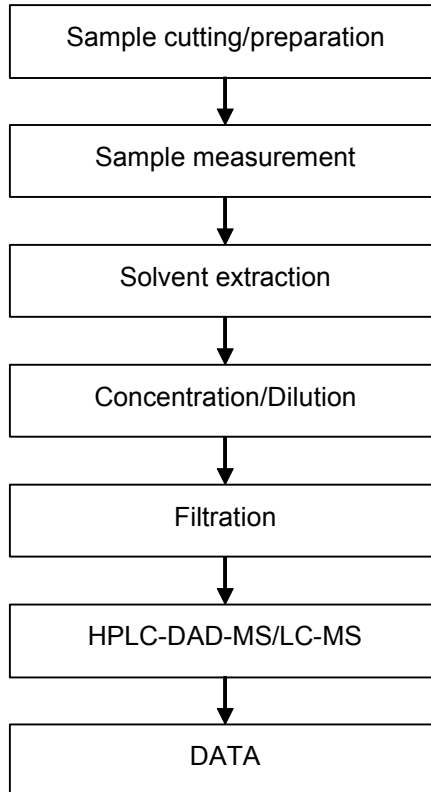 Sample cutting/preparation
Sample measurement
Solvent extraction
Concentration/Dilution
Filtration
HPLC-DAD-MS/LC-MS
DATA